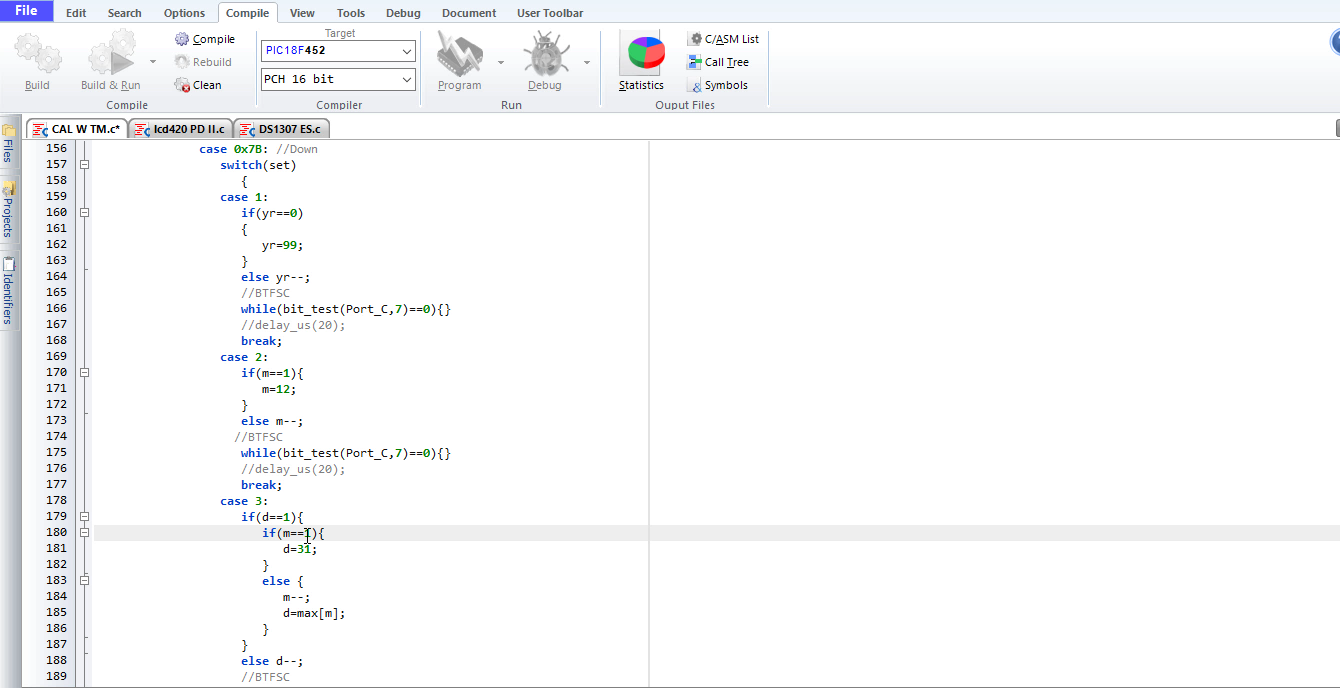 File Edit Search Options Compile View Tools Debug Document User Toolbar
Target
Compile
PIC18F452
C/ASM List
Rebuild
Call Tree
PCH 16 bit
Build Build & Run Clean Program Debug Statistics Symbols
Compile Compiler Run Ouput Files
CAL W TM.c* lcd420 PD II.c DS1307 ES.c
Files
Projects
Identifiers
156 case 0x7B: //Down
157 switch(set)
158 {
159 case 1:
160 if(yr==0)
161 {
162 yr=99;
163 }
164 else yr--;
165 //BTFSC
166 while(bit_test(Port_C,7)==0){}
167 //delay_us(20);
168 break;
169 case 2:
170 if(m==1){
171 m=12;
172 }
173 else m--;
174 //BTFSC
175 while(bit_test(Port_C,7)==0){}
176 //delay_us(20);
177 break;
178 case 3:
179 if(d==1){
180 if(m==1){
181 d=31;
182 }
183 else {
184 m--;
185 d=max[m];
186 }
187 }
188 else d--;
189 //BTFSC